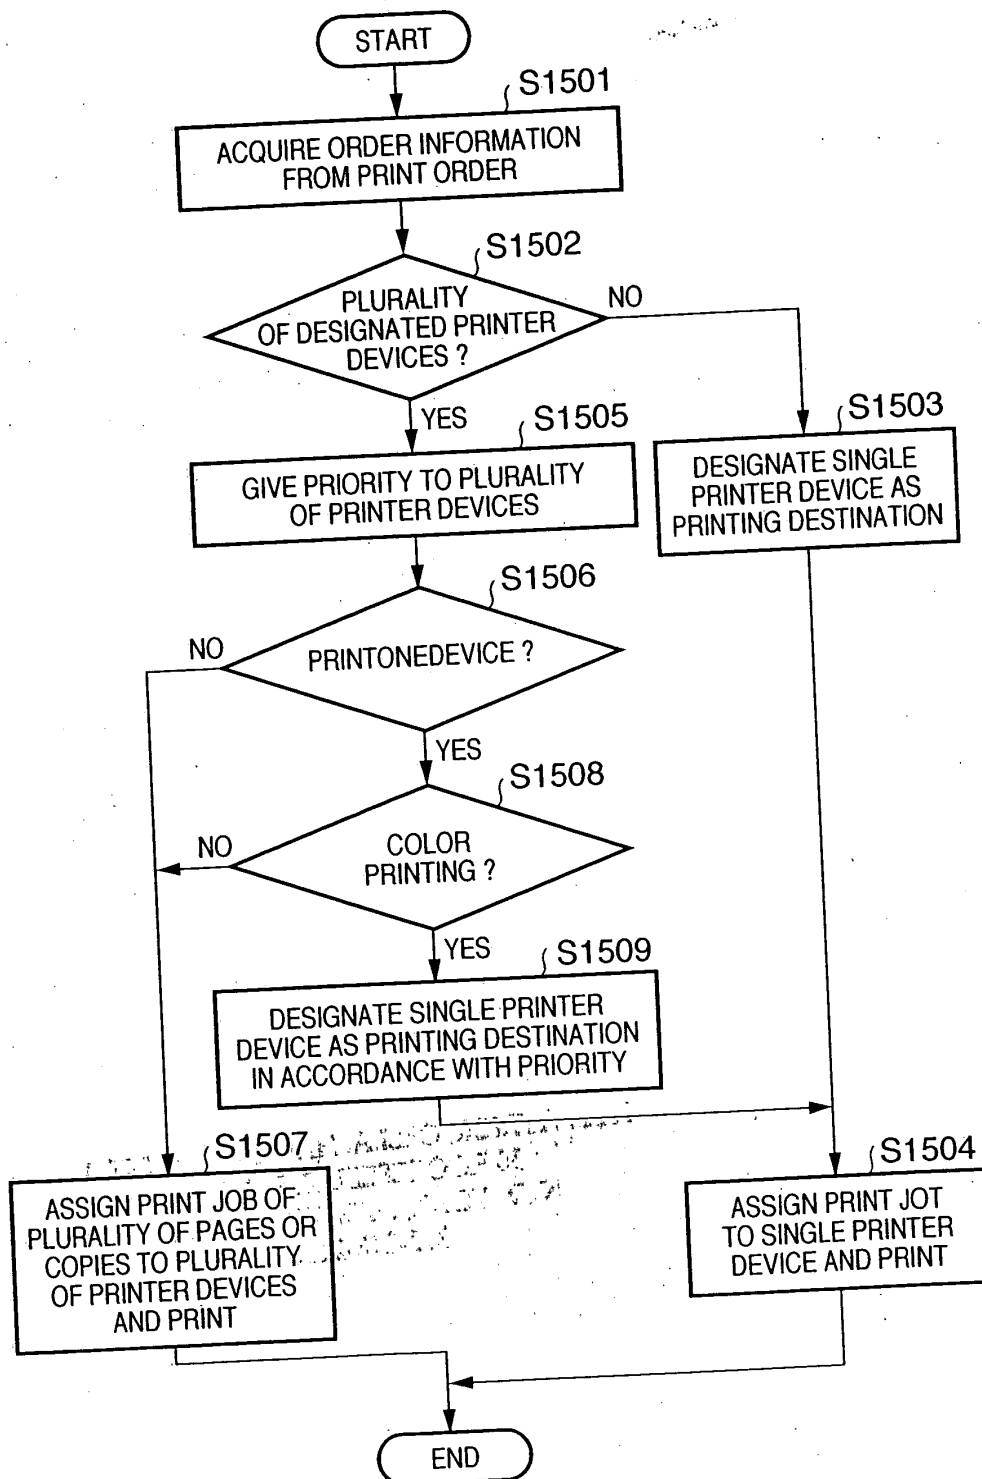 START
S1501
ACQUIRE ORDER INFORMATION
FROM PRINT ORDER
S1502
PLURALITY
OF DESIGNATED PRINTER
DEVICES ?
NO
YES
S1505
GIVE PRIORITY TO PLURALITY
OF PRINTER DEVICES
S1503
DESIGNATE SINGLE
PRINTER DEVICE AS
PRINTING DESTINATION
S1506
PRINTONEDEVICE ?
NO
YES
S1508
COLOR
PRINTING ?
NO
YES
S1509
DESIGNATE SINGLE PRINTER
DEVICE AS PRINTING DESTINATION
IN ACCORDANCE WITH PRIORITY
S1507
ASSIGN PRINT JOB OF
PLURALITY OF PAGES OR
COPIES TO PLURALITY
OF PRINTER DEVICES
AND PRINT
S1504
ASSIGN PRINT JOT
TO SINGLE PRINTER
DEVICE AND PRINT
END